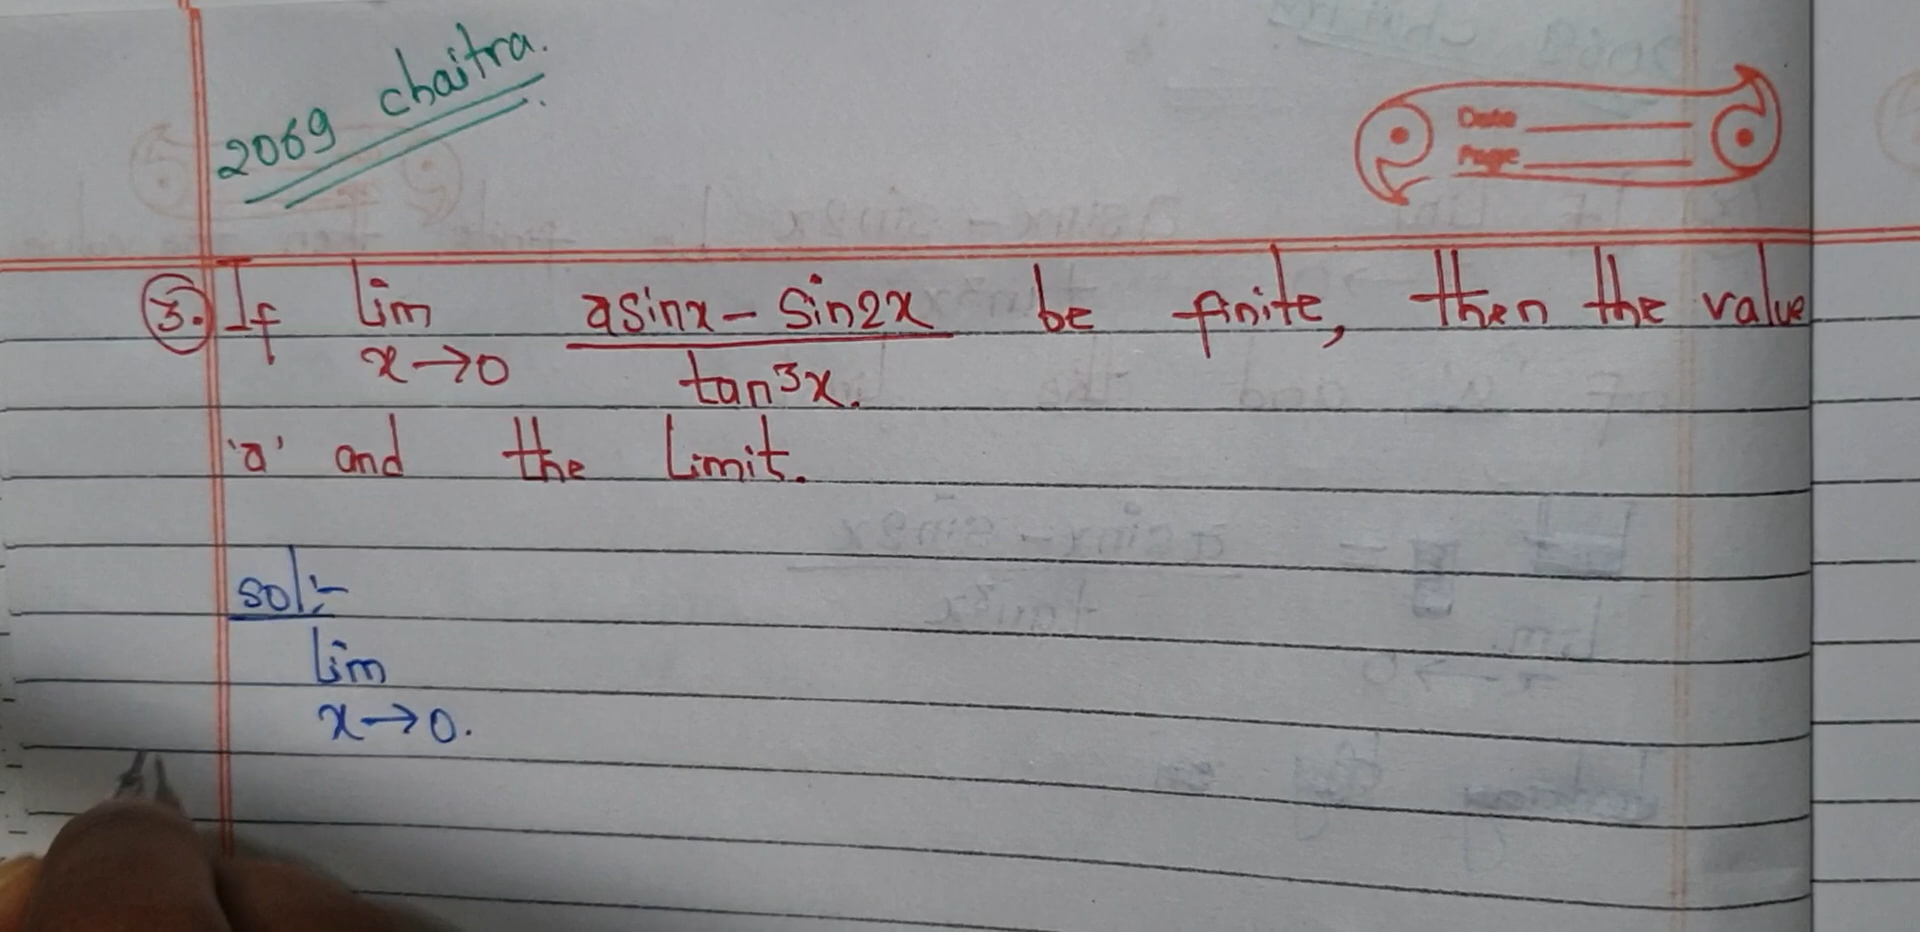 2069 chaitra.
Date
Page
3. If lim asinx - sin2x be finite, then the value
x→0 tan³x.
'a' and the limit.
sol:-
lim
x→0.